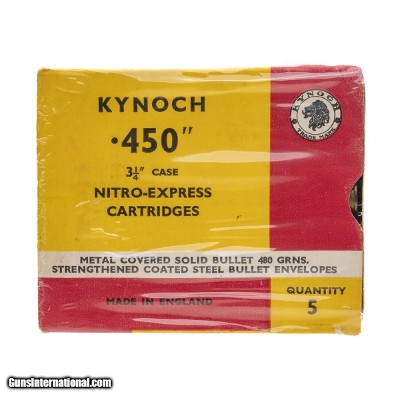 KYNOCH
KYNOCH
TRADE MARK
·450"
3¼" CASE
NITRO-EXPRESS
CARTRIDGES
METAL COVERED SOLID BULLET 480 GRNS.
STRENGTHENED COATED STEEL BULLET ENVELOPES
QUANTITY
5
MADE IN ENGLAND
GunsInternational.com